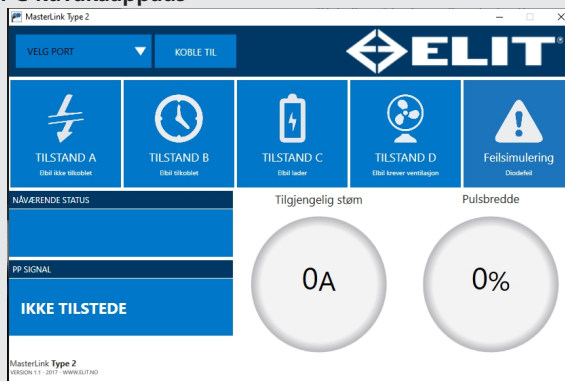 MasterLink Type 2
VELG PORT
KOBLE TIL
ELIT
TILSTAND A
Elbil ikke tilkoblet
TILSTAND B
Elbil tilkoblet
TILSTAND C
Elbil lader
TILSTAND D
Elbil krever ventilasjon
Feilsimulering
Diodefeil
NÅVÆRENDE STATUS
Tilgjengelig støm
Pulsbredde
0A
0%
PP SIGNAL
IKKE TILSTEDE
MasterLink Type 2
VERSION 1.1 - 2017 - WWW.ELIT.NO